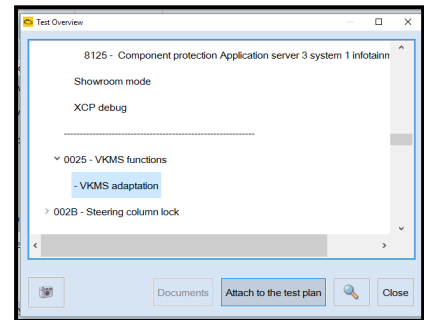 Test Overview
8125 - Component protection Application server 3 system 1 infotainm
Showroom mode
XCP debug
------------------------------------------------------------
0025 - VKMS functions
- VKMS adaptation
002B - Steering column lock
Documents
Attach to the test plan
Close